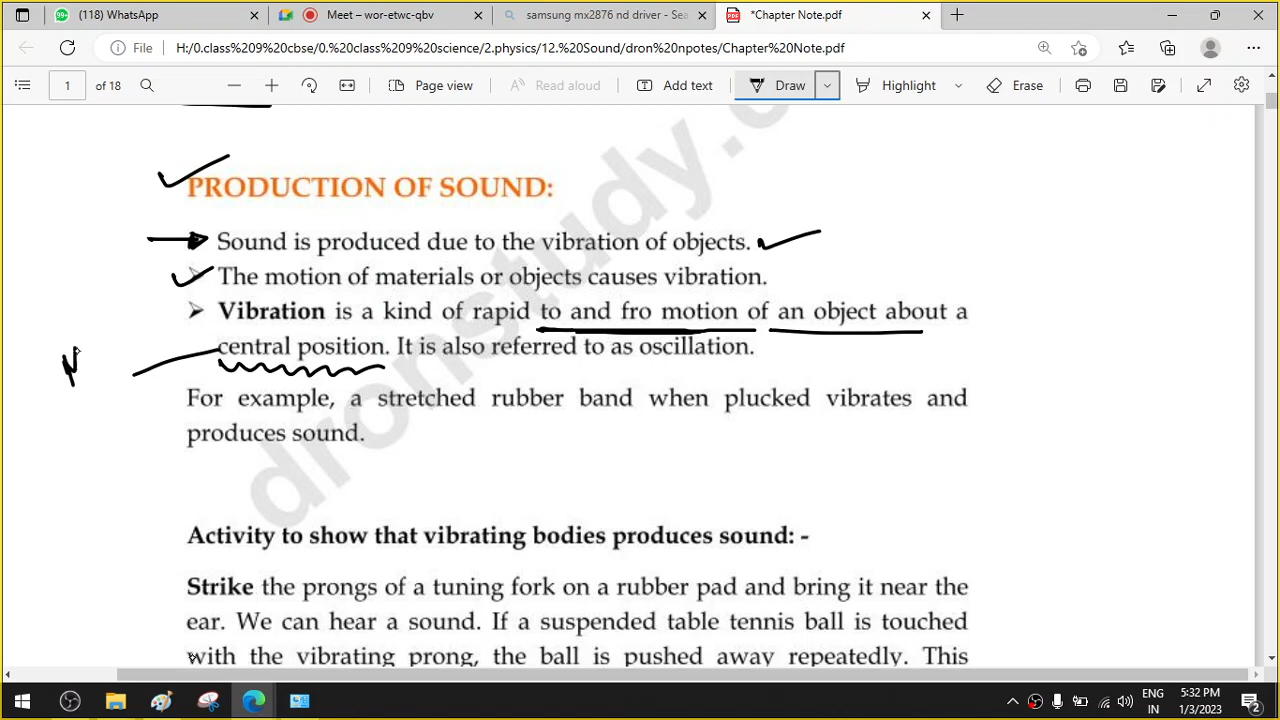 (118) WhatsApp
Meet – wor-etwc-qbv
samsung mx2876 nd driver - Sea
*Chapter Note.pdf
File
H:/0.class%209%20cbse/0.%20class%209%20science/2.physics/12.%20Sound/dron%20npotes/Chapter%20Note.pdf
1 of 18
Page view
Read aloud
Add text
Draw
Highlight
Erase
dronstudy.c
PRODUCTION OF SOUND:
Sound is produced due to the vibration of objects.
The motion of materials or objects causes vibration.
Vibration is a kind of rapid to and fro motion of an object about a
central position. It is also referred to as oscillation.
For example, a stretched rubber band when plucked vibrates and
produces sound.
Activity to show that vibrating bodies produces sound: -
Strike the prongs of a tuning fork on a rubber pad and bring it near the
ear. We can hear a sound. If a suspended table tennis ball is touched
with the vibrating prong, the ball is pushed away repeatedly. This
ENG
IN
5:32 PM
1/3/2023
2